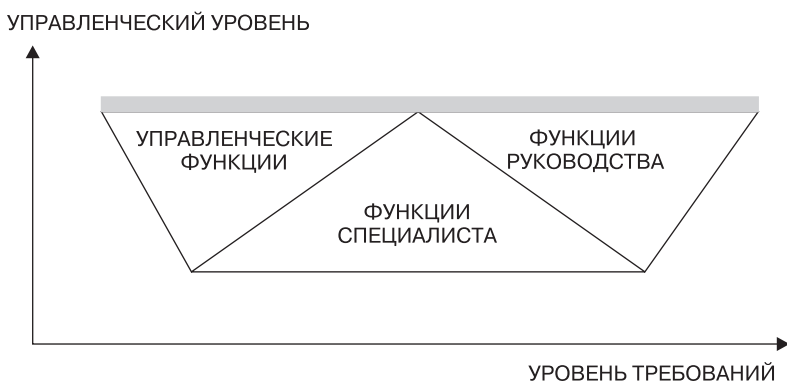 УПРАВЛЕНЧЕСКИЙ УРОВЕНЬ
УПРАВЛЕНЧЕСКИЕ
ФУНКЦИИ
ФУНКЦИИ
РУКОВОДСТВА
ФУНКЦИИ
СПЕЦИАЛИСТА
УРОВЕНЬ ТРЕБОВАНИЙ